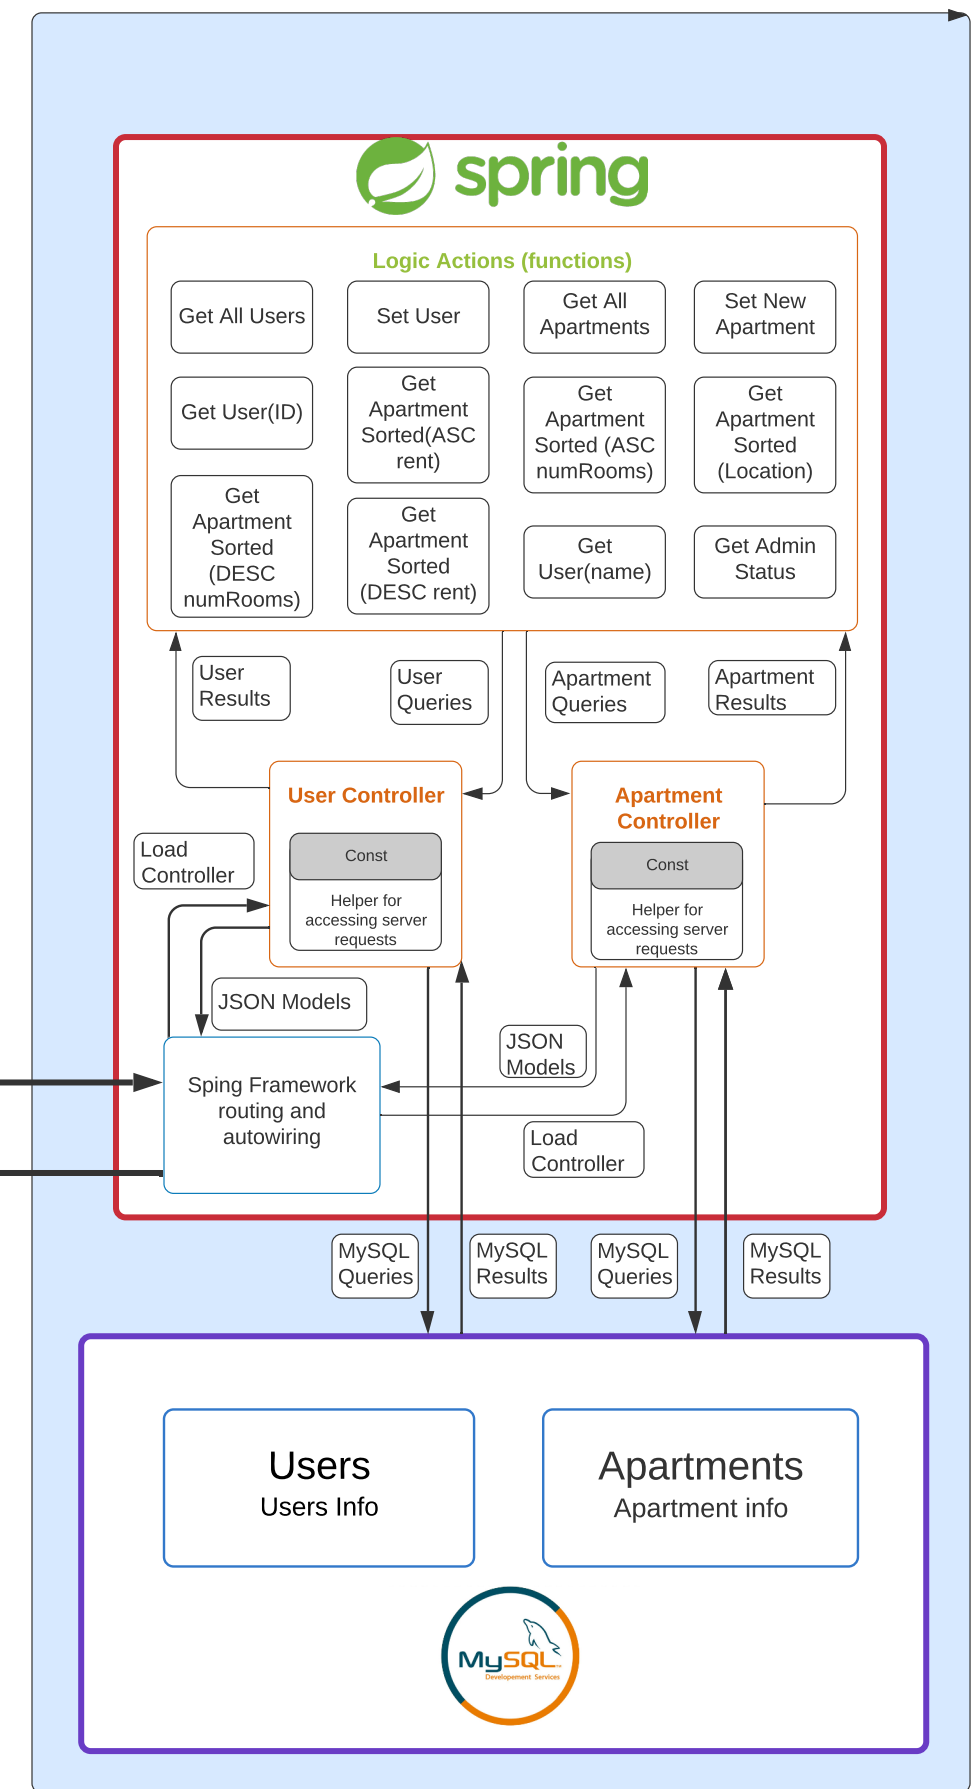 spring
Logic Actions (functions)
Get All Users
Set User
Get All
Apartments
Set New
Apartment
Get User(ID)
Get
Apartment
Sorted(ASC
rent)
Get
Apartment
Sorted (ASC
numRooms)
Get
Apartment
Sorted
(Location)
Get
Apartment
Sorted
(DESC
numRooms)
Get
Apartment
Sorted
(DESC rent)
Get
User(name)
Get Admin
Status
User
Results
User
Queries
Apartment
Queries
Apartment
Results
User Controller
Const
Helper for
accessing server
requests
Apartment
Controller
Const
Helper for
accessing server
requests
Load
Controller
JSON Models
JSON
Models
Sping Framework
routing and
autowiring
Load
Controller
MySQL
Queries
MySQL
Results
MySQL
Queries
MySQL
Results
Users
Users Info
Apartments
Apartment info
MySQL
Developement Services